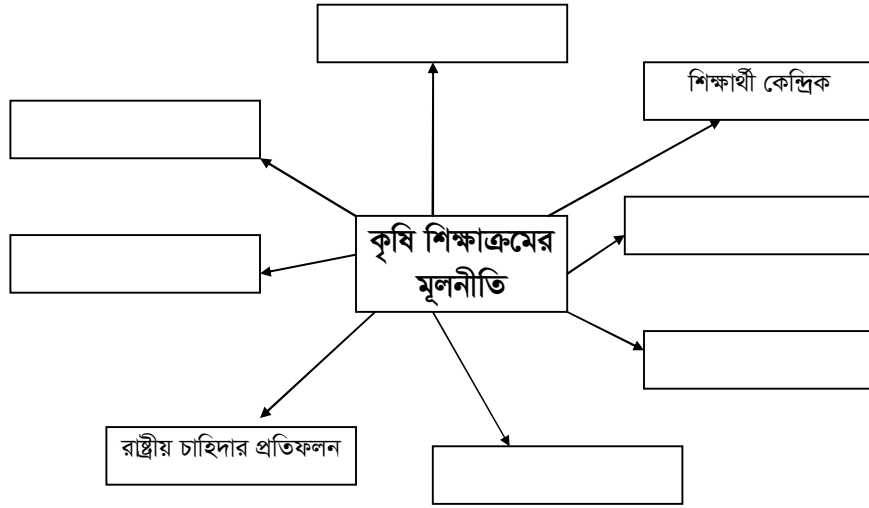 শিক্ষার্থী কেন্দ্রিক
কৃষি শিক্ষাক্রমের
মূলনীতি
রাষ্ট্রীয় চাহিদার প্রতিফলন